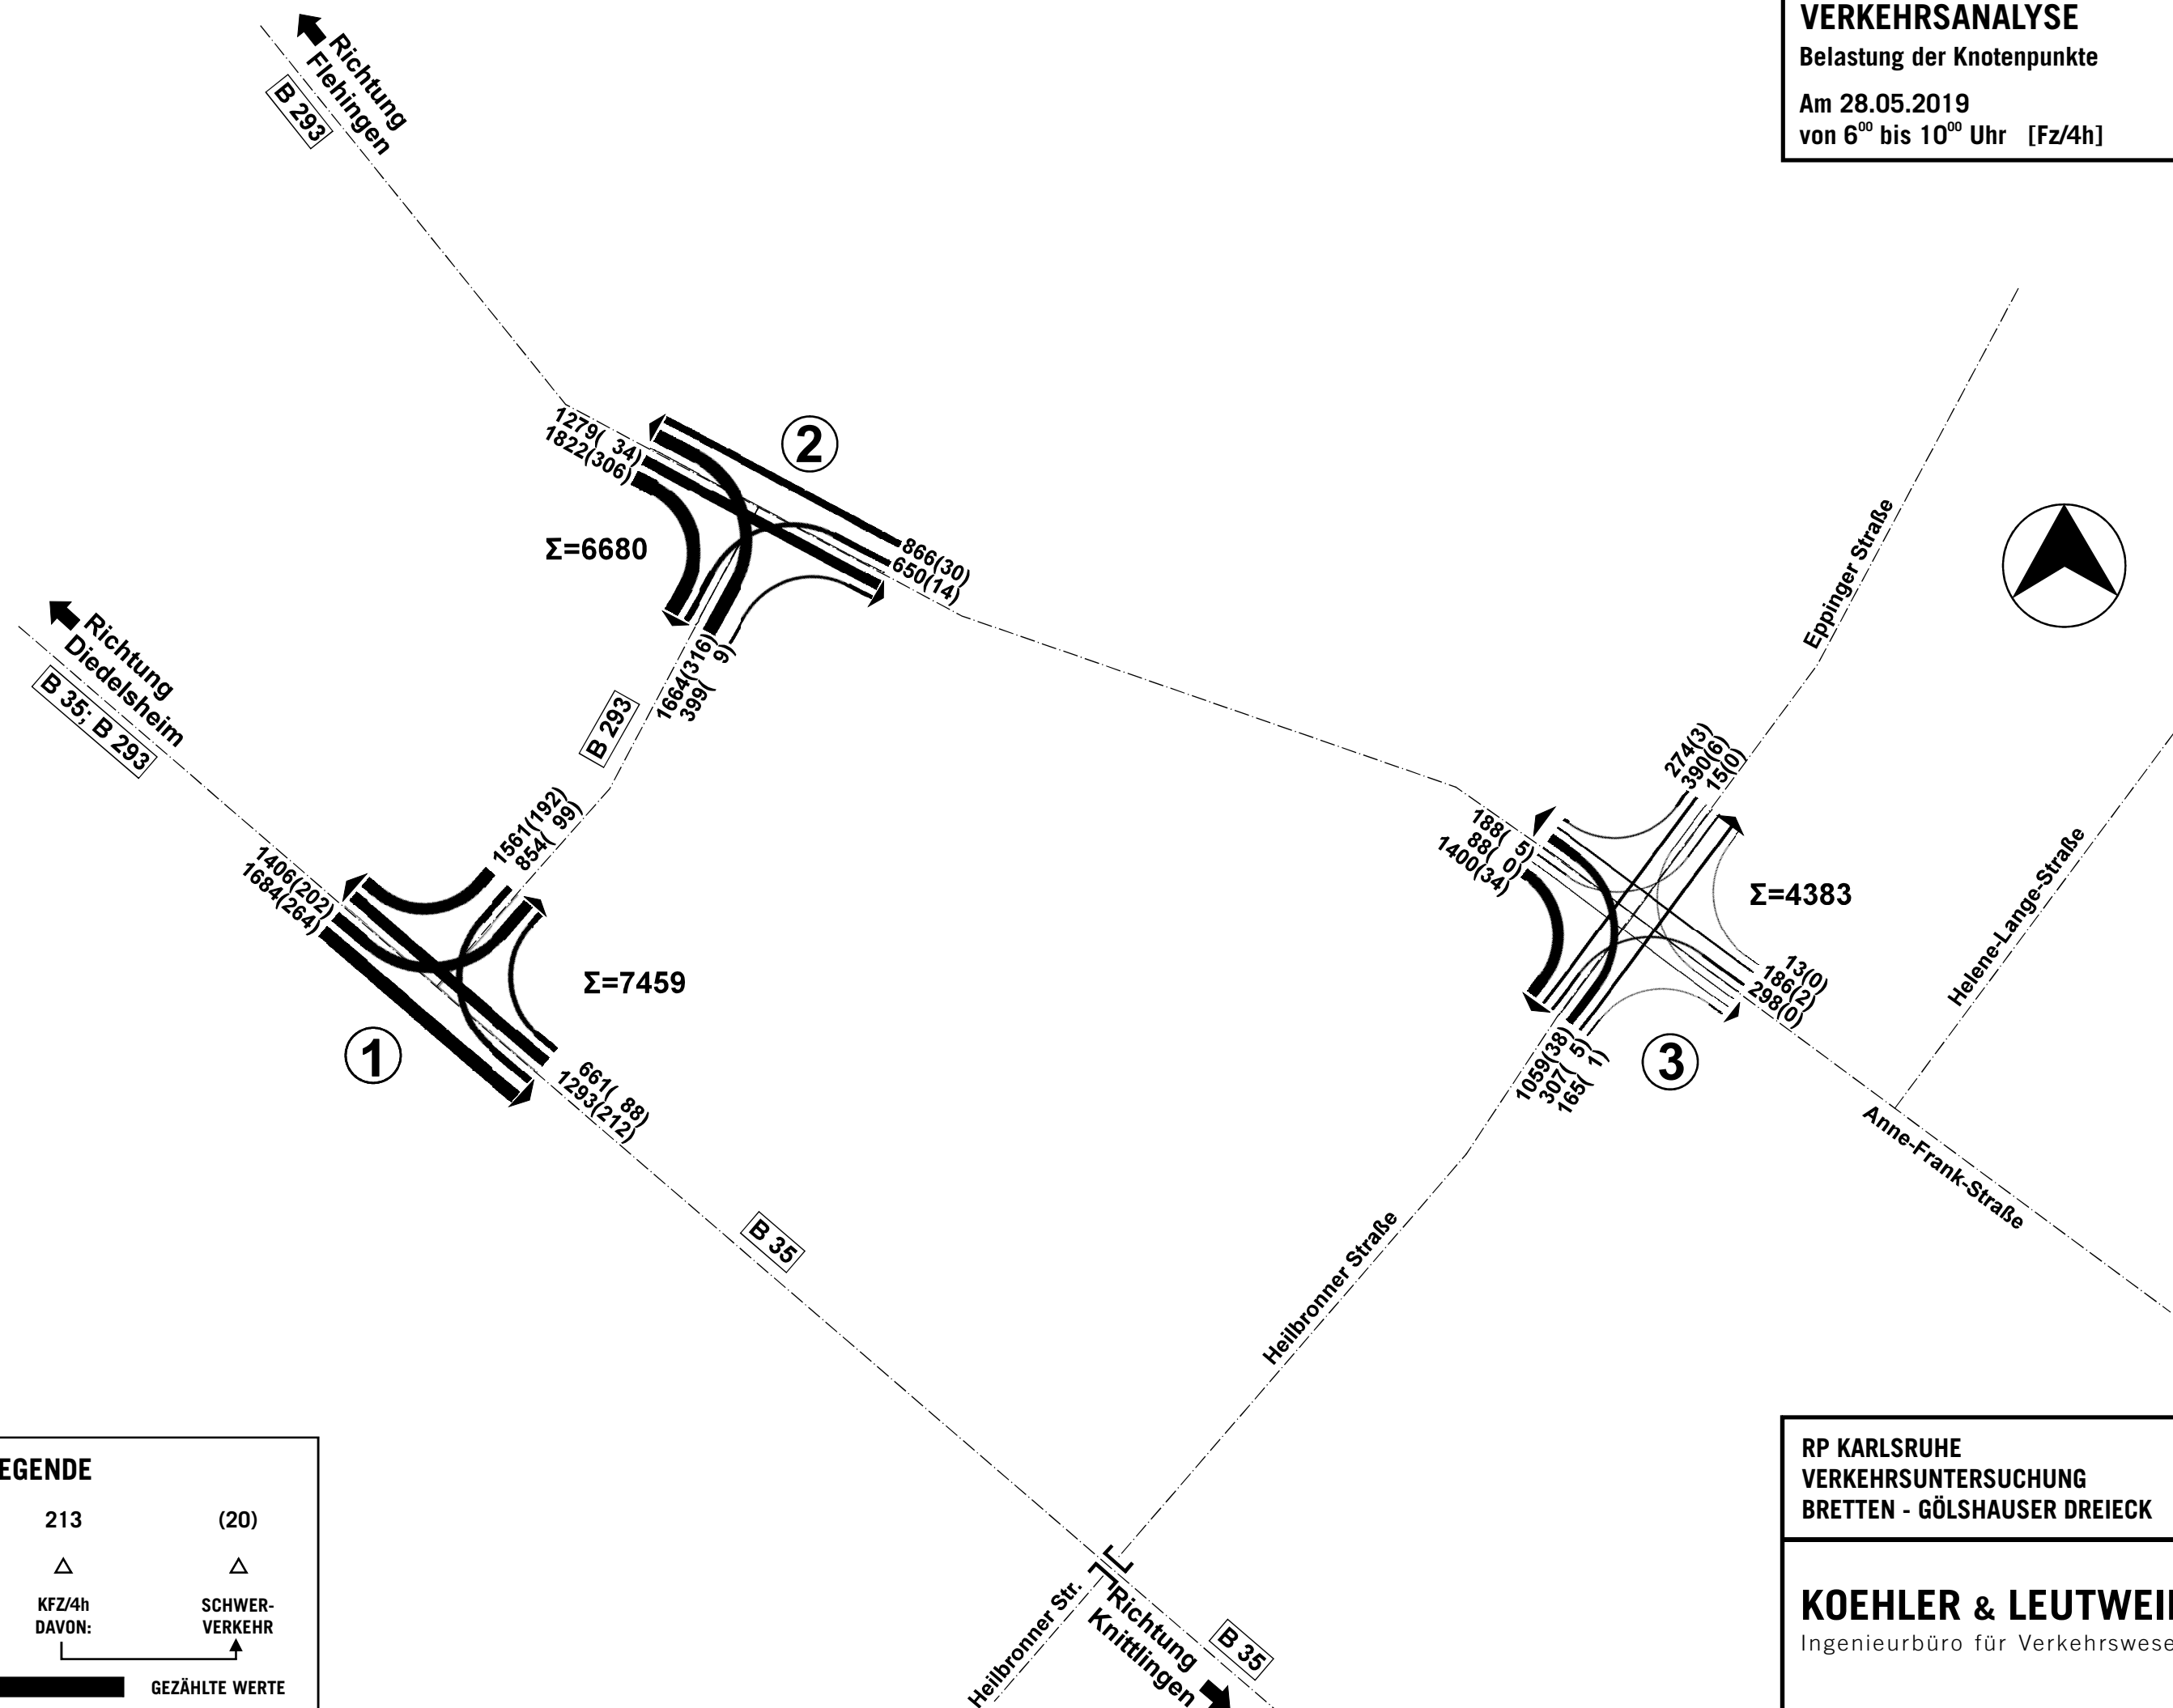 VERKEHRSANALYSE
Belastung der Knotenpunkte
Am 28.05.2019
von 6⁰⁰ bis 10⁰⁰ Uhr [Fz/4h]
Richtung
Flehingen
B 293
1279( 34)
1822(306)
2
Σ=6680
866(30)
650(14)
1664(316)
399( 9)
B 293
Richtung
Diedelsheim
B 35; B 293
1561(192)
854( 99)
1406(202)
1684(264)
Σ=7459
1
661( 88)
1293(212)
Eppinger Straße
274(3)
390(6)
15(0)
188( 5)
88( 0)
1400(34)
Σ=4383
13(0)
186(2)
298(0)
1059(38)
307( 5)
165( 1)
3
Helene-Lange-Straße
Anne-Frank-Straße
B 35
Heilbronner Straße
Heilbronner Str.
Richtung
Knittlingen
B 35
EGENDE
213 (20)
KFZ/4h
DAVON:
SCHWER-
VERKEHR
GEZÄHLTE WERTE
RP KARLSRUHE
VERKEHRSUNTERSUCHUNG
BRETTEN - GÖLSHAUSER DREIECK
KOEHLER & LEUTWEIN
Ingenieurbüro für Verkehrswese